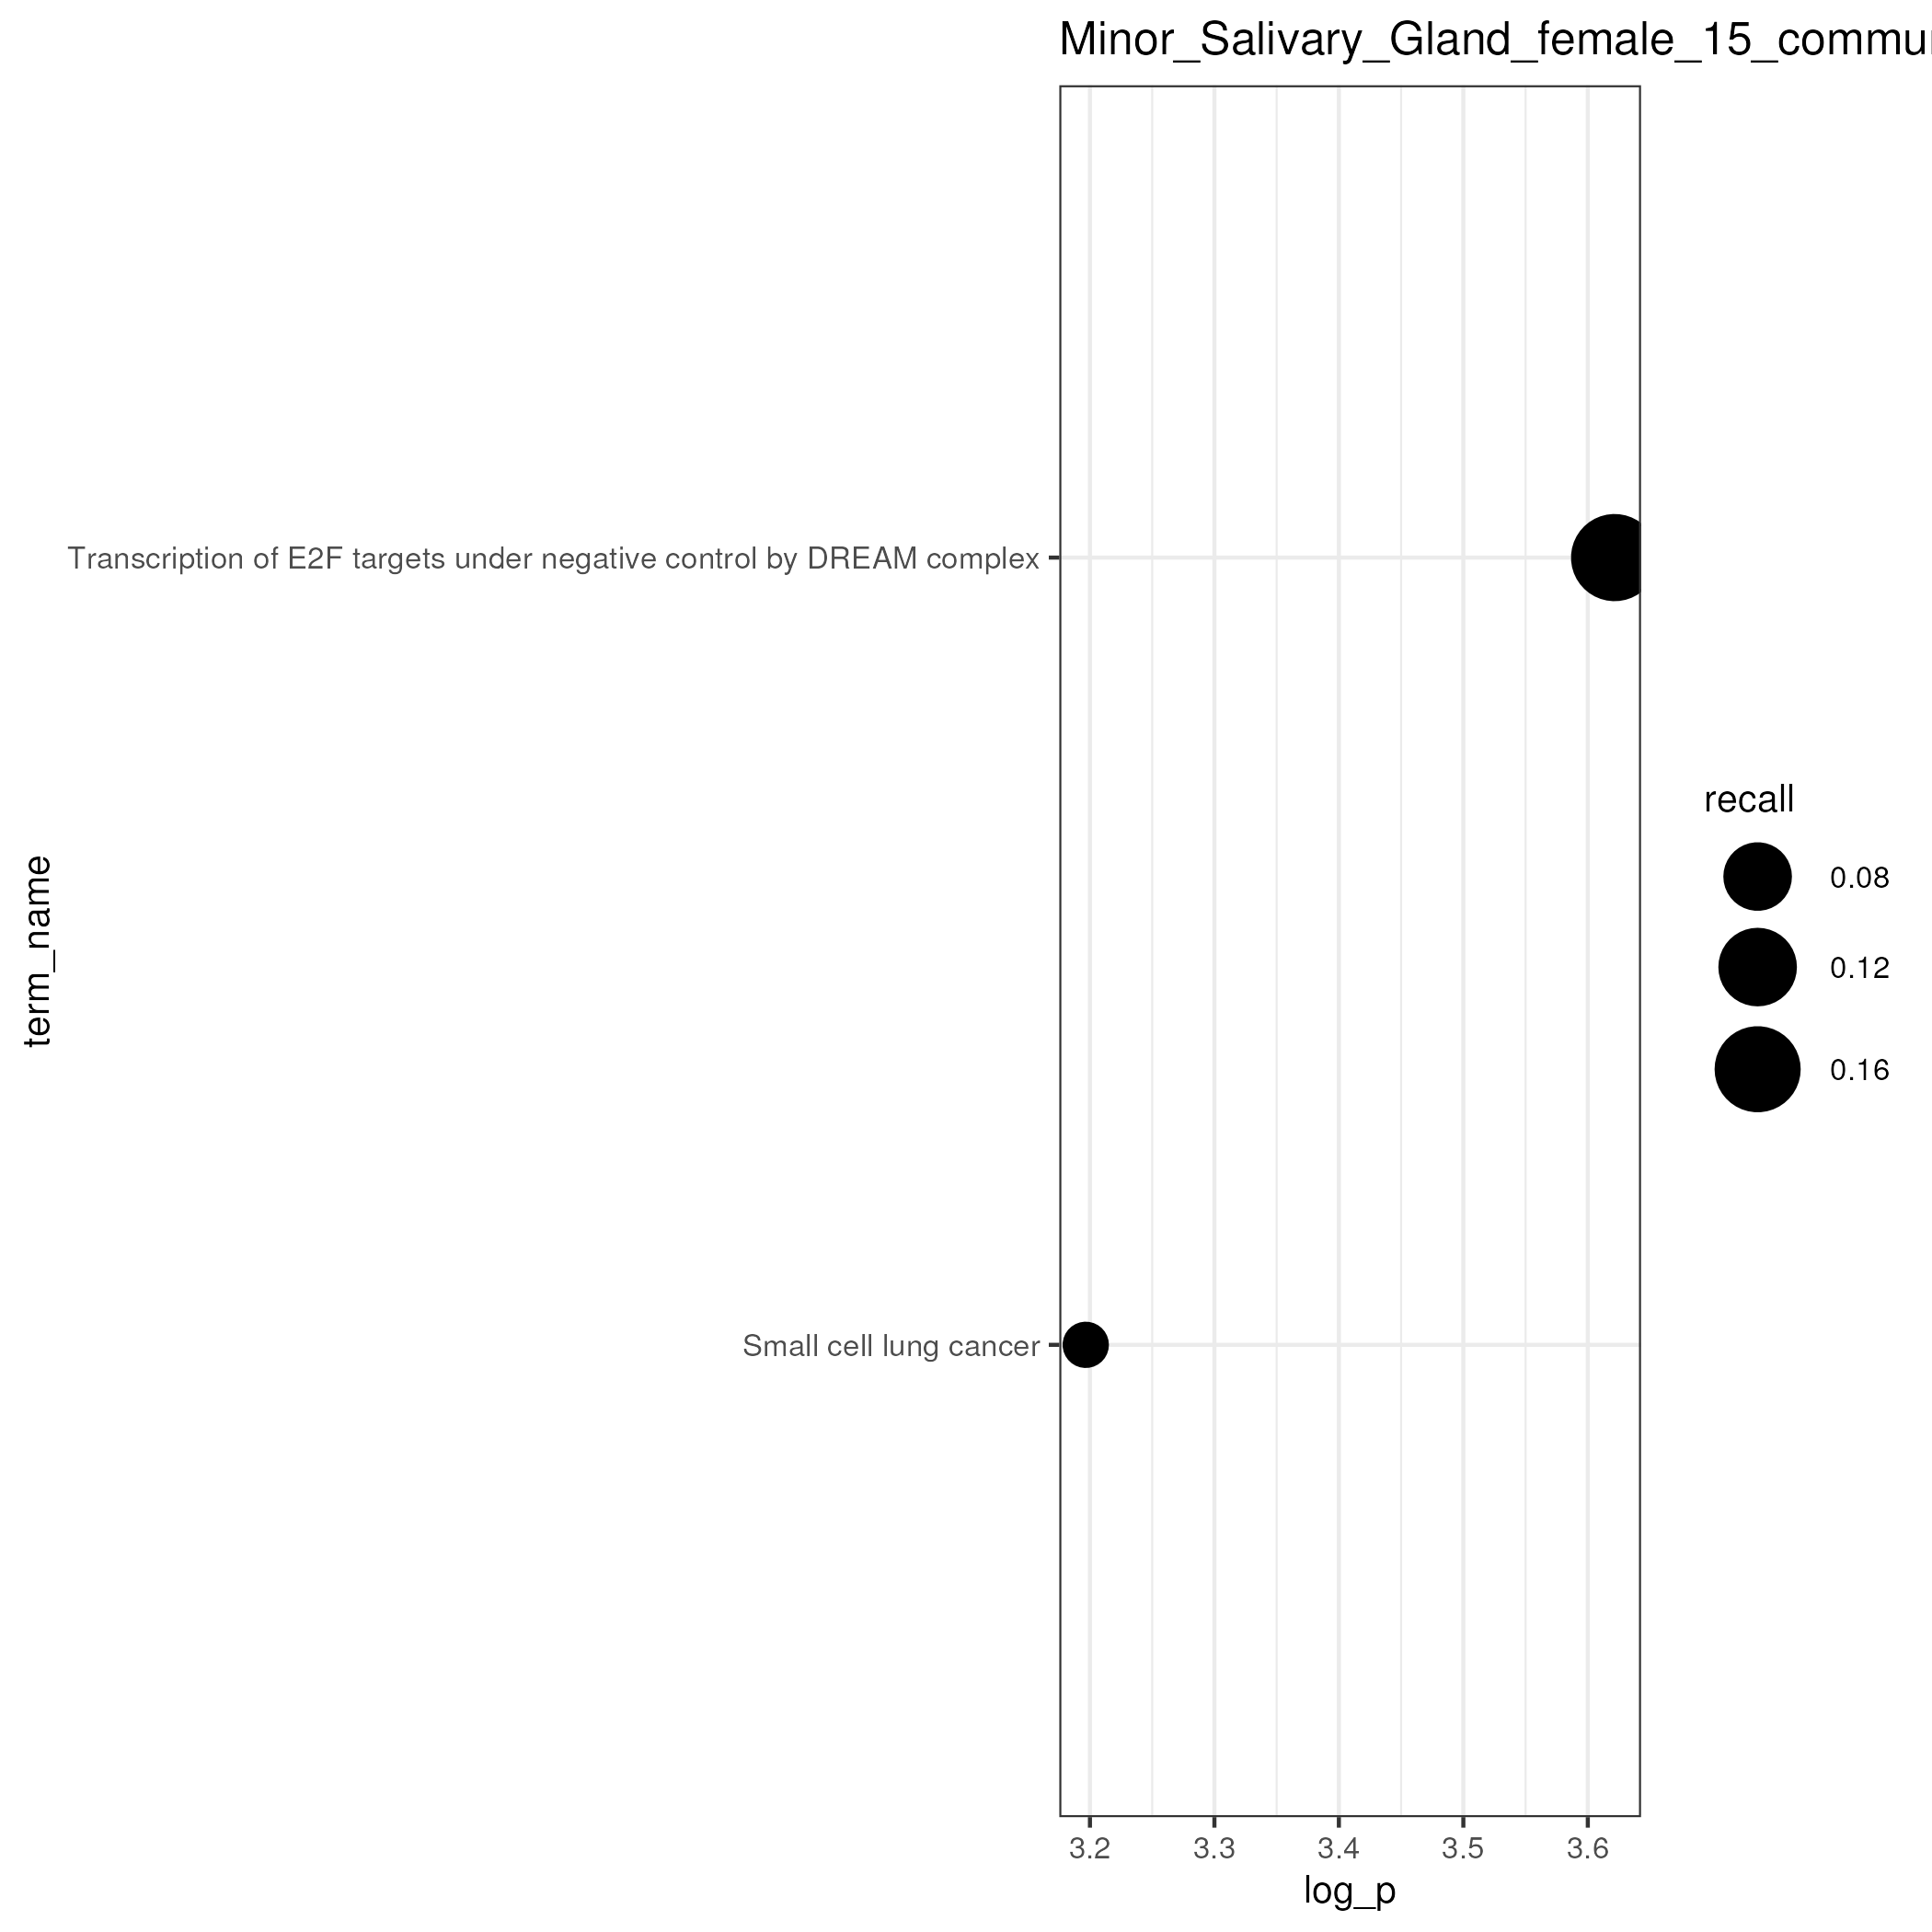 Minor_Salivary_Gland_female_15_commu
Transcription of E2F targets under negative control by DREAM complex
Small cell lung cancer
term_name
3.2 3.3 3.4 3.5 3.6
log_p
recall
0.08
0.12
0.16